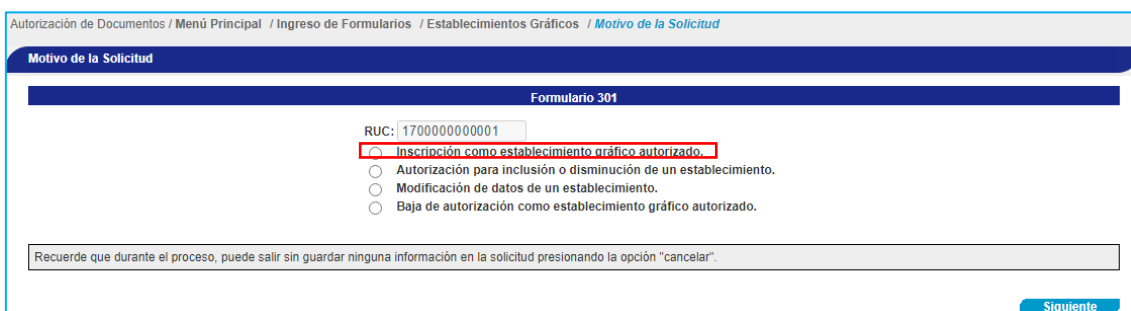 Autorización de Documentos / Menú Principal / Ingreso de Formularios / Establecimientos Gráficos / Motivo de la Solicitud
Motivo de la Solicitud
Formulario 301
RUC: 1700000000001
Inscripción como establecimiento gráfico autorizado.
Autorización para inclusión o disminución de un establecimiento.
Modificación de datos de un establecimiento.
Baja de autorización como establecimiento gráfico autorizado.
Recuerde que durante el proceso, puede salir sin guardar ninguna información en la solicitud presionando la opción "cancelar".
Siguiente